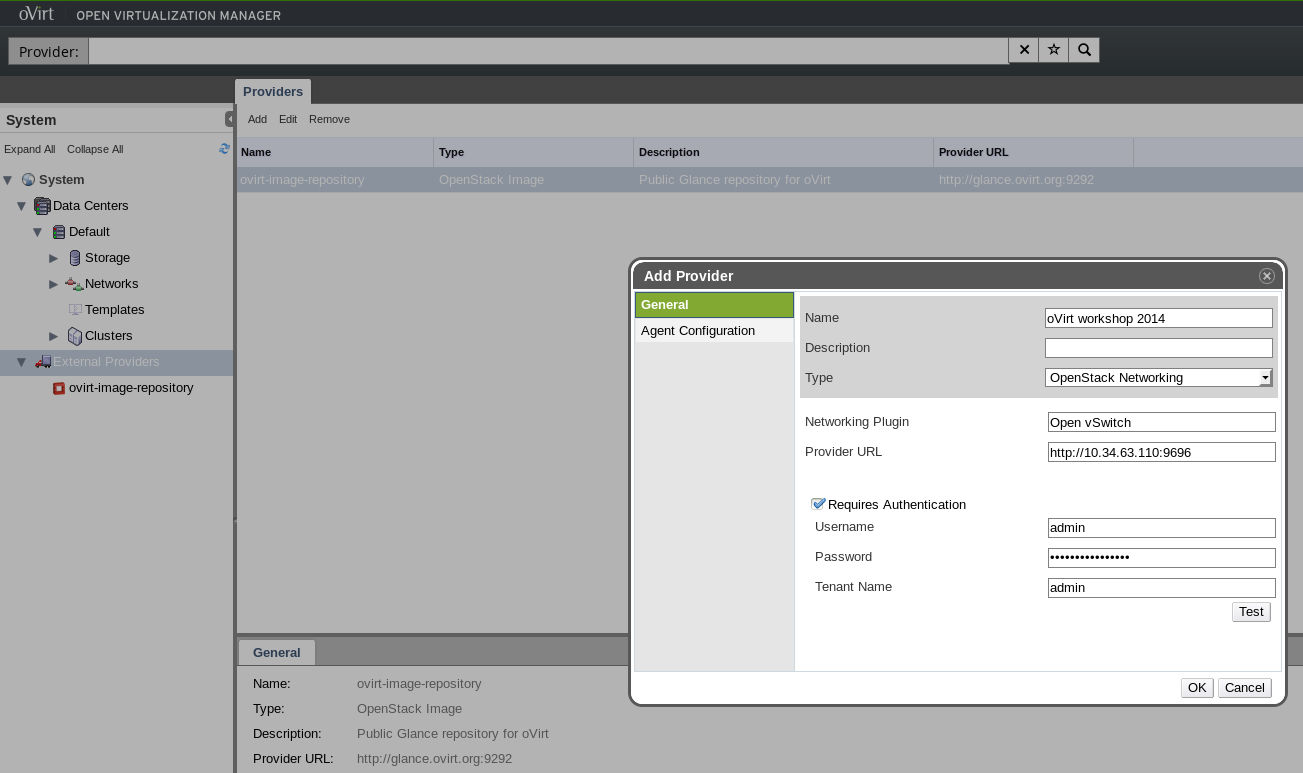 oVirt OPEN VIRTUALIZATION MANAGER
Provider:
Providers
System
Add Edit Remove
Expand All Collapse All
Name Type Description Provider URL
ovirt-image-repository OpenStack Image Public Glance repository for oVirt http://glance.ovirt.org:9292
System
Data Centers
Default
Storage
Networks
Templates
Clusters
External Providers
ovirt-image-repository
Add Provider
General
Agent Configuration
Name oVirt workshop 2014
Description
Type OpenStack Networking
Networking Plugin Open vSwitch
Provider URL http://10.34.63.110:9696
Requires Authentication
Username admin
Password ••••••••••••••••
Tenant Name admin
Test
OK Cancel
General
Name: ovirt-image-repository
Type: OpenStack Image
Description: Public Glance repository for oVirt
Provider URL: http://glance.ovirt.org:9292